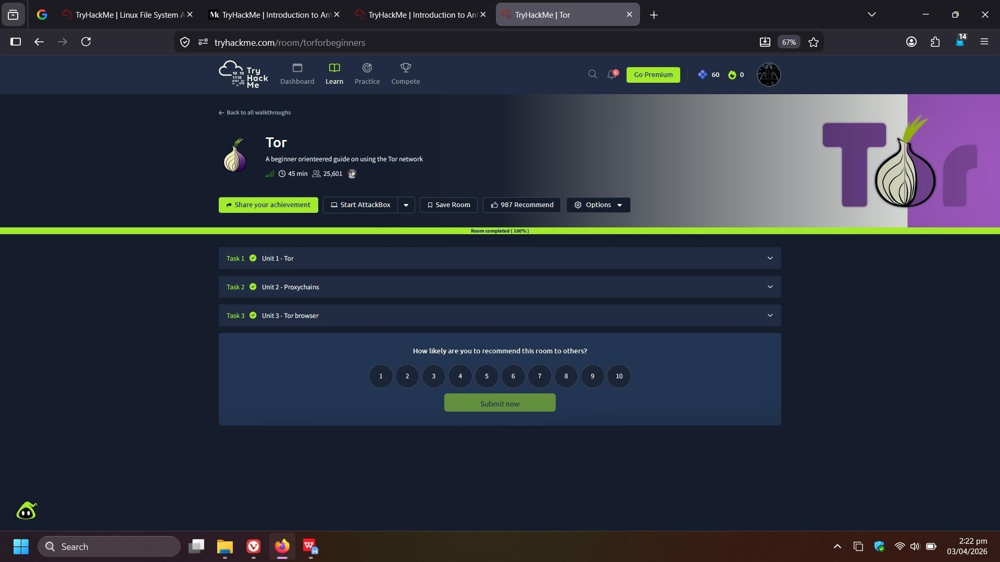 TryHackMe | Linux File System A
TryHackMe | Introduction to Ant
TryHackMe | Introduction to Ant
TryHackMe | Tor
tryhackme.com/room/torforbeginners
67%
14
Try
Hack
Me
Dashboard
Learn
Practice
Compete
6
Go Premium
60
0
Back to all walkthroughs
Tor
A beginner orienteered guide on using the Tor network
45 min
25,601
Tor
Share your achievement
Start AttackBox
Save Room
987 Recommend
Options
Room completed ( 100% )
Task 1 Unit 1 - Tor
Task 2 Unit 2 - Proxychains
Task 3 Unit 3 - Tor browser
How likely are you to recommend this room to others?
1 2 3 4 5 6 7 8 9 10
Submit now
Search
2:22 pm
03/04/2026